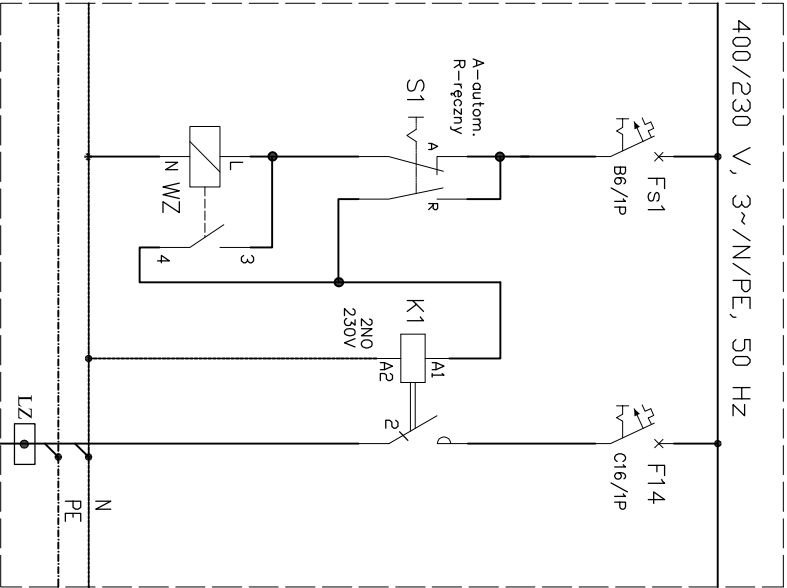 400/230 V, 3~/N/PE, 50 Hz
Fs1
B6/1P
F14
C16/1P
A-autom.
R-ręczny
S1
A
R
K1
2NO
230V
A1
A2
2
L
N
WZ
3
4
N
PE
LZ